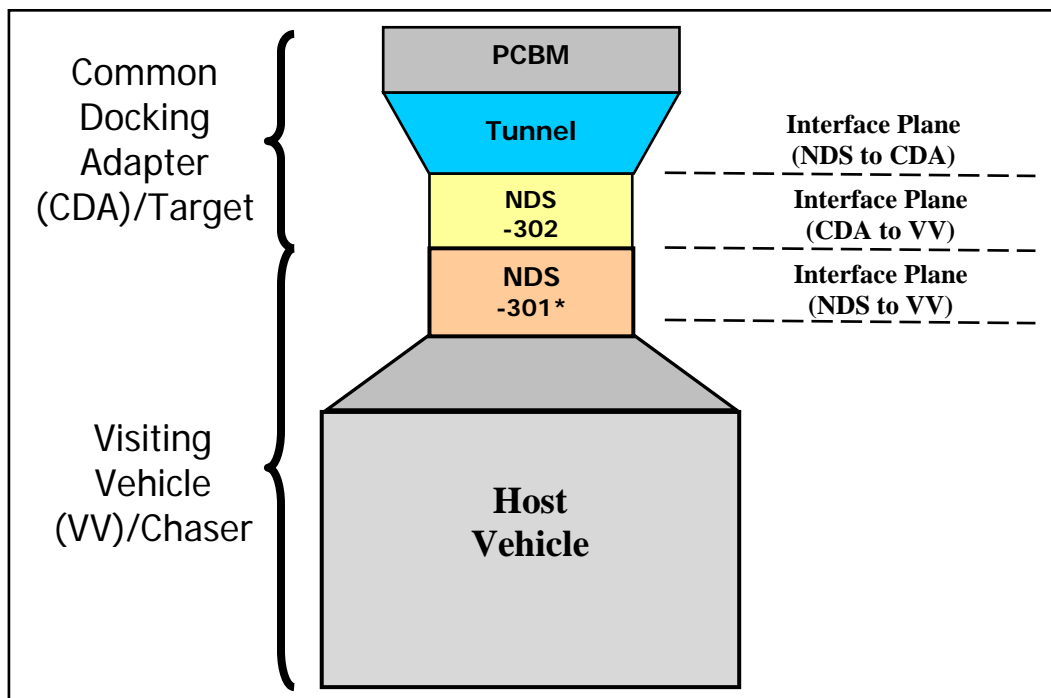 Common
Docking
Adapter
(CDA)/Target
PCBM
Tunnel
NDS
-302
NDS
-301*
Interface Plane
(NDS to CDA)
Interface Plane
(CDA to VV)
Interface Plane
(NDS to VV)
Visiting
Vehicle
(VV)/Chaser
Host
Vehicle